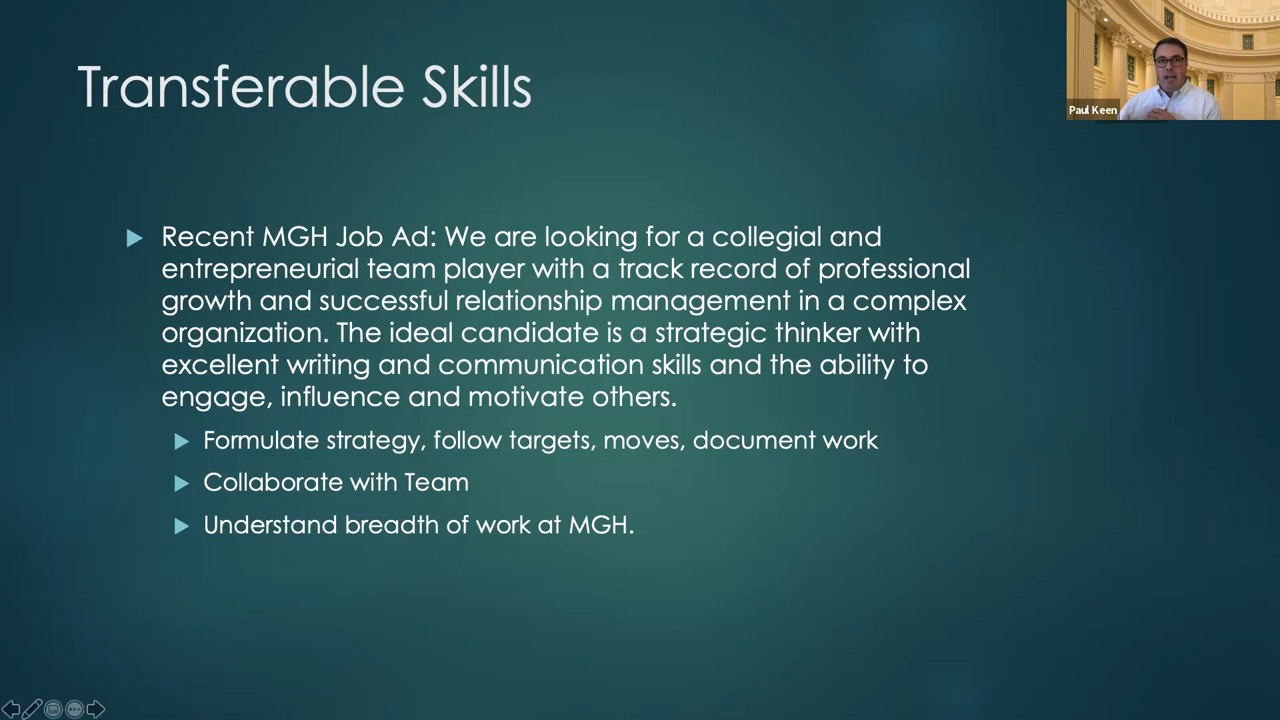 Transferable Skills
Paul Keen
Recent MGH Job Ad: We are looking for a collegial and
entrepreneurial team player with a track record of professional
growth and successful relationship management in a complex
organization. The ideal candidate is a strategic thinker with
excellent writing and communication skills and the ability to
engage, influence and motivate others.
Formulate strategy, follow targets, moves, document work
Collaborate with Team
Understand breadth of work at MGH.